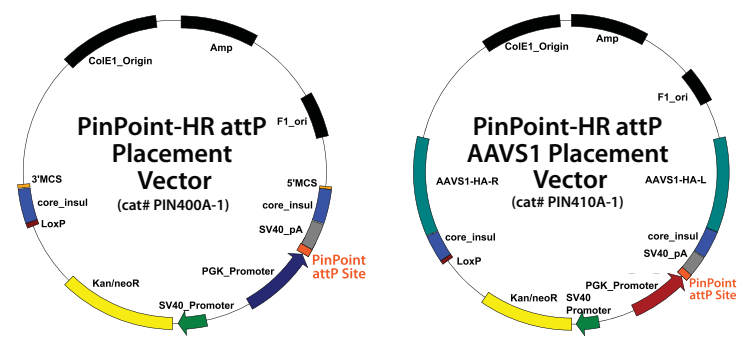 Amp
ColE1_Origin
F1_ori
PinPoint-HR attP
Placement
Vector
(cat# PIN400A-1)
3'MCS
core_insul
LoxP
5'MCS
core_insul
SV40_pA
PinPoint
attP Site
PGK_Promoter
SV40_Promoter
Kan/neoR
Amp
ColE1_Origin
F1_ori
PinPoint-HR attP
AAVS1 Placement
Vector
(cat# PIN410A-1)
AAVS1-HA-R
AAVS1-HA-L
core_insul
LoxP
core_insul
SV40_pA
PinPoint
attP Site
PGK_Promoter
Kan/neoR
SV40
Promoter